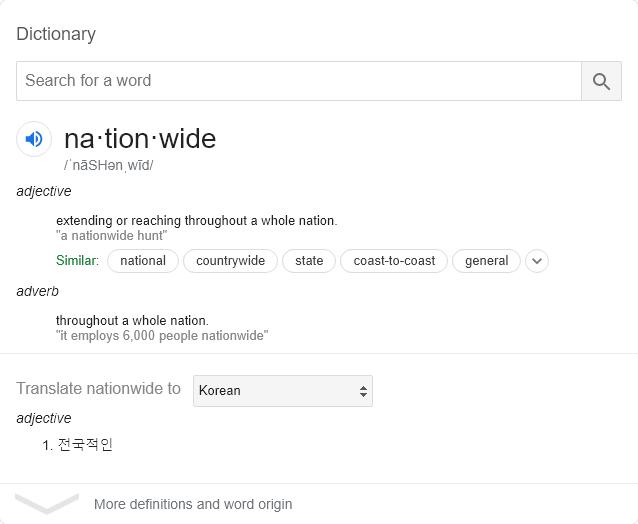 Dictionary
Search for a word
na·tion·wide
/ˈnāSHənˌwīd/
adjective
extending or reaching throughout a whole nation.
"a nationwide hunt"
Similar: national countrywide state coast-to-coast general
adverb
throughout a whole nation.
"it employs 6,000 people nationwide"
Translate nationwide to Korean
adjective
1. 전국적인
More definitions and word origin